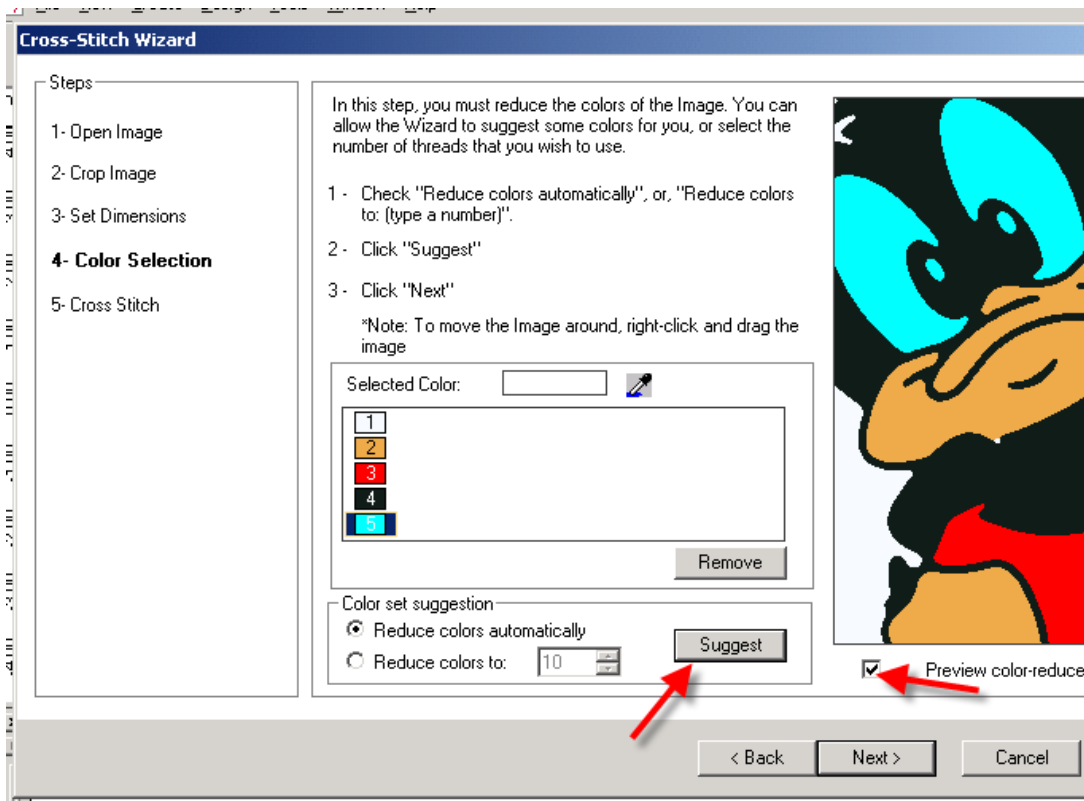 Cross-Stitch Wizard
Steps
1- Open Image
2- Crop Image
3- Set Dimensions
4- Color Selection
5- Cross Stitch
In this step, you must reduce the colors of the Image. You can
allow the Wizard to suggest some colors for you, or select the
number of threads that you wish to use.
1 - Check "Reduce colors automatically", or, "Reduce colors
to: (type a number)".
2 - Click "Suggest"
3 - Click "Next"
*Note: To move the Image around, right-click and drag the
image
Selected Color:
1
2
3
4
5
Remove
Color set suggestion
Reduce colors automatically
Reduce colors to: 10
Suggest
Preview color-reduce
< Back
Next >
Cancel